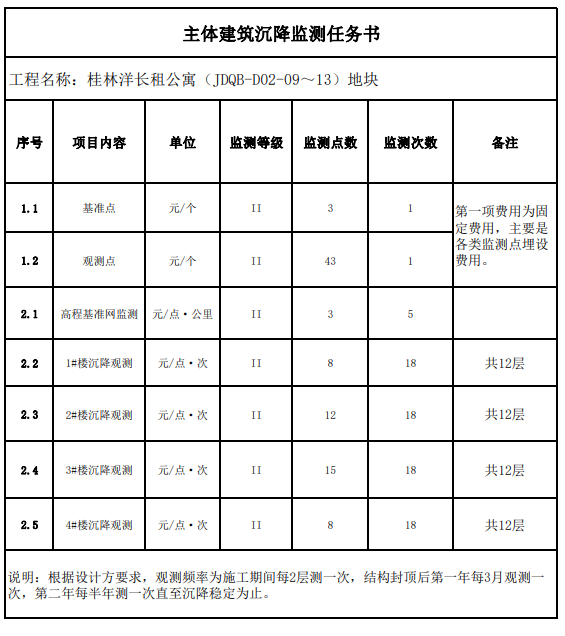 主体建筑沉降监测任务书
工程名称：桂林洋长租公寓（JDQB-D02-09～13）地块
序号 项目内容 单位 监测等级 监测点数 监测次数 备注
1.1 基准点 元/个 II 3 1
第一项费用为固
定费用，主要是
各类监测点埋设
费用。
1.2 观测点 元/个 II 43 1
2.1 高程基准网监测 元/点·公里 II 3 5
2.2 1#楼沉降观测 元/点·次 II 8 18 共12层
2.3 2#楼沉降观测 元/点·次 II 12 18 共12层
2.4 3#楼沉降观测 元/点·次 II 15 18 共12层
2.5 4#楼沉降观测 元/点·次 II 8 18 共12层
说明：根据设计方要求，观测频率为施工期间每2层测一次，结构封顶后第一年每3月观测一
次，第二年每半年测一次直至沉降稳定为止。